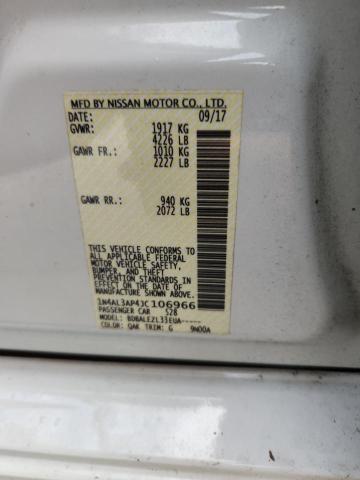 MFD BY NISSAN MOTOR CO., LTD.
DATE: 09/17
GVWR: 1917 KG
4226 LB
GAWR FR.: 1010 KG
2227 LB
GAWR RR.: 940 KG
2072 LB
THIS VEHICLE CONFORMS TO
ALL APPLICABLE FEDERAL
MOTOR VEHICLE SAFETY,
BUMPER, AND THEFT
PREVENTION STANDARDS IN
EFFECT ON THE DATE OF
MANUFACTURE SHOWN ABOVE.
1N4AL3AP4JC106966
PASSENGER CAR S28
MODEL: BDBALEZL33EUA-----
COLOR: QAK TRIM: G 9N00A